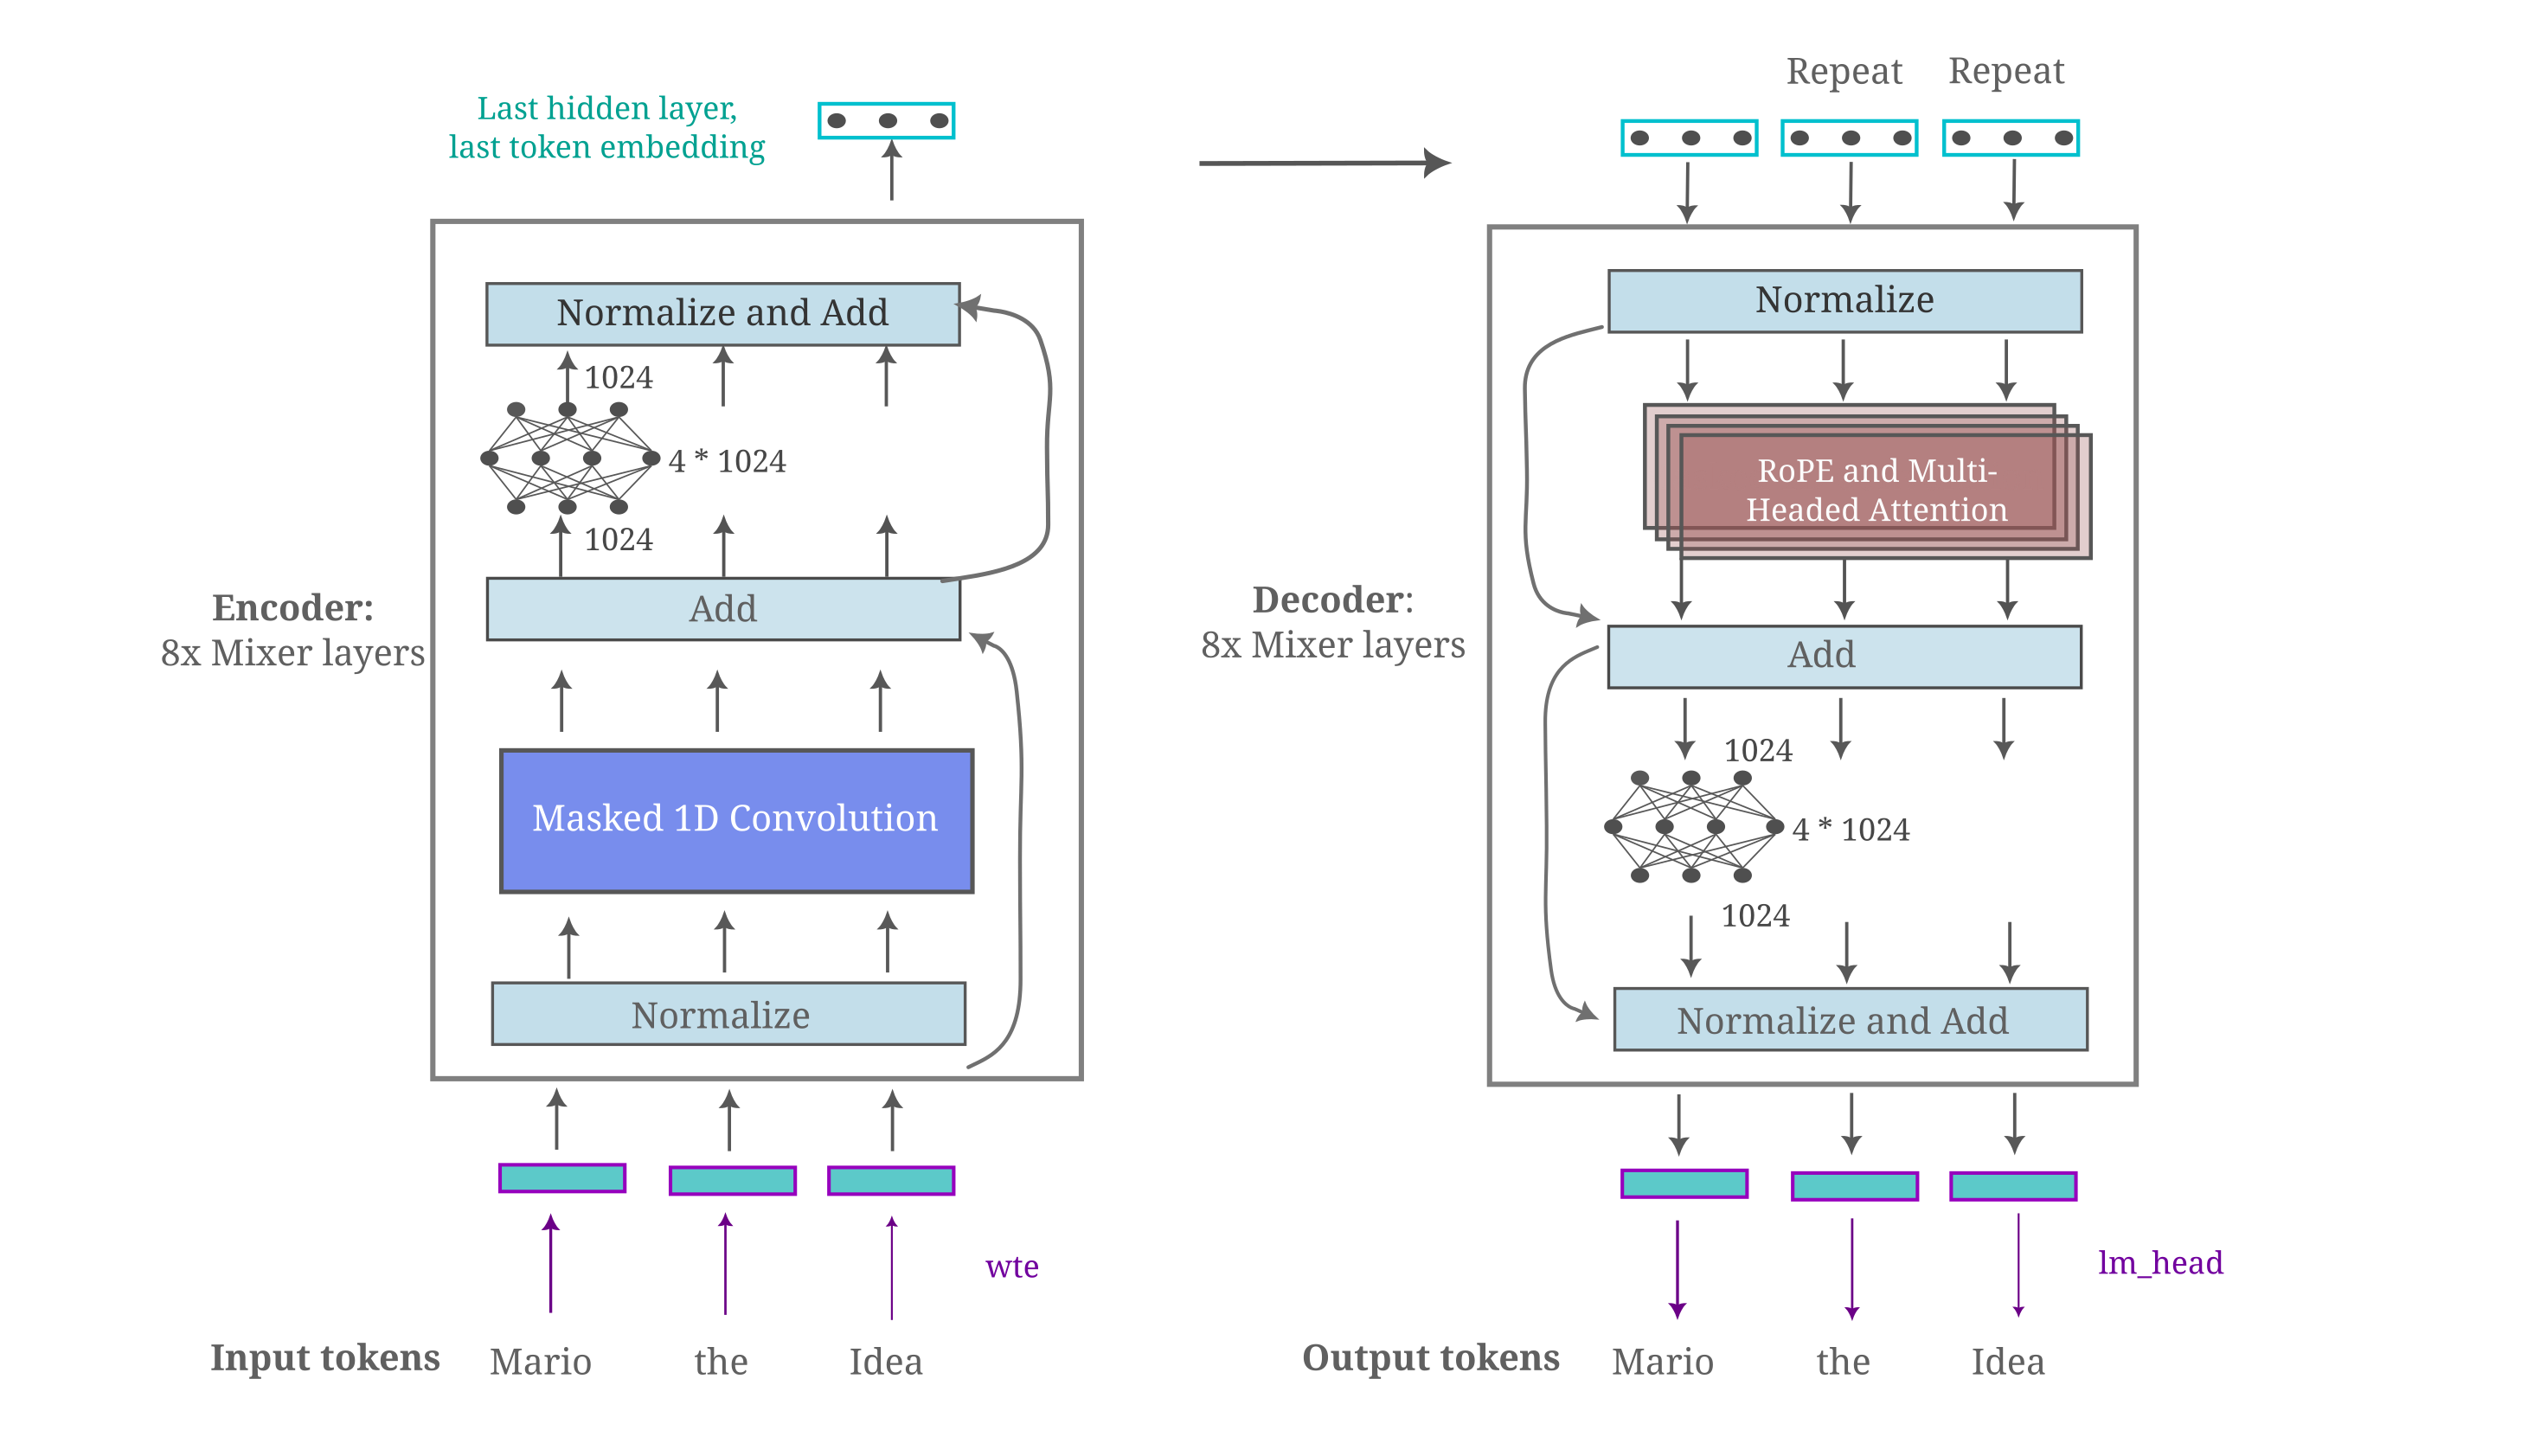 Last hidden layer,
last token embedding
Normalize and Add
1024
4 * 1024
1024
Add
Encoder:
8x Mixer layers
Masked 1D Convolution
Normalize
wte
Input tokens
Mario
the
Idea
Repeat
Repeat
Normalize
RoPE and Multi-
Headed Attention
Decoder:
8x Mixer layers
Add
1024
4 * 1024
1024
Normalize and Add
lm_head
Output tokens
Mario
the
Idea